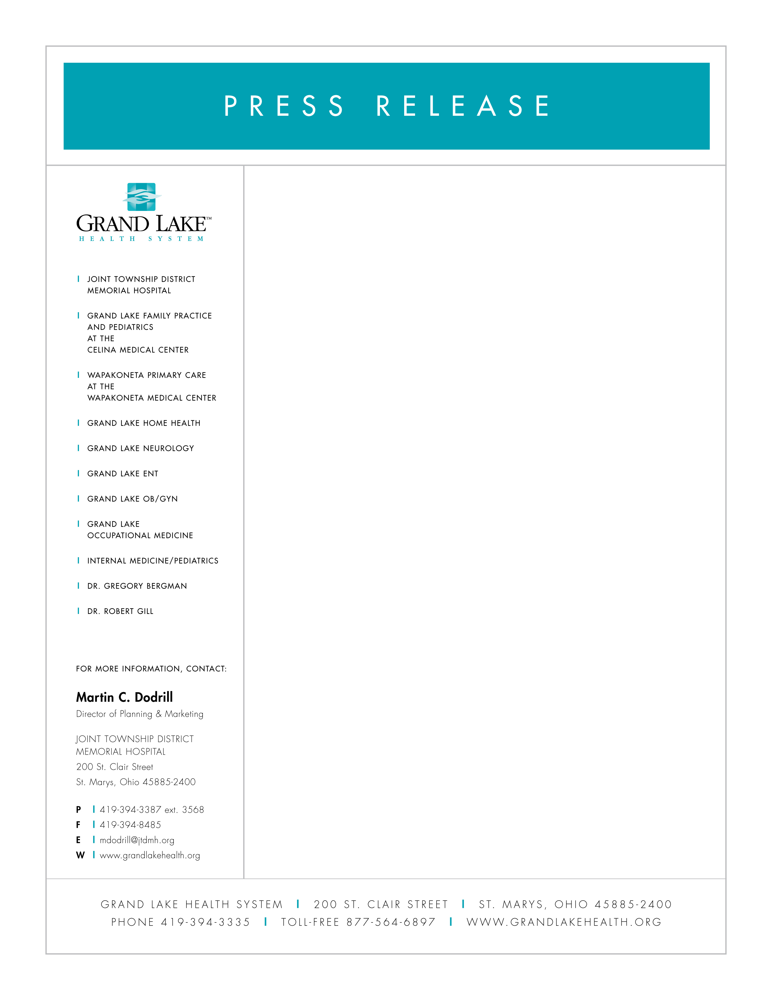 PRESS RELEASE
GRAND LAKE™
HEALTH SYSTEM
JOINT TOWNSHIP DISTRICT
MEMORIAL HOSPITAL
GRAND LAKE FAMILY PRACTICE
AND PEDIATRICS
AT THE
CELINA MEDICAL CENTER
WAPAKONETA PRIMARY CARE
AT THE
WAPAKONETA MEDICAL CENTER
GRAND LAKE HOME HEALTH
GRAND LAKE NEUROLOGY
GRAND LAKE ENT
GRAND LAKE OB/GYN
GRAND LAKE
OCCUPATIONAL MEDICINE
INTERNAL MEDICINE/PEDIATRICS
DR. GREGORY BERGMAN
DR. ROBERT GILL
FOR MORE INFORMATION, CONTACT:
Martin C. Dodrill
Director of Planning & Marketing
JOINT TOWNSHIP DISTRICT
MEMORIAL HOSPITAL
200 St. Clair Street
St. Marys, Ohio 45885-2400
P | 419-394-3387 ext. 3568
F | 419-394-8485
E | mdodrill@jtdmh.org
W | www.grandlakehealth.org
GRAND LAKE HEALTH SYSTEM | 200 ST. CLAIR STREET | ST. MARYS, OHIO 45885-2400
PHONE 419-394-3335 | TOLL-FREE 877-564-6897 | WWW.GRANDLAKEHEALTH.ORG